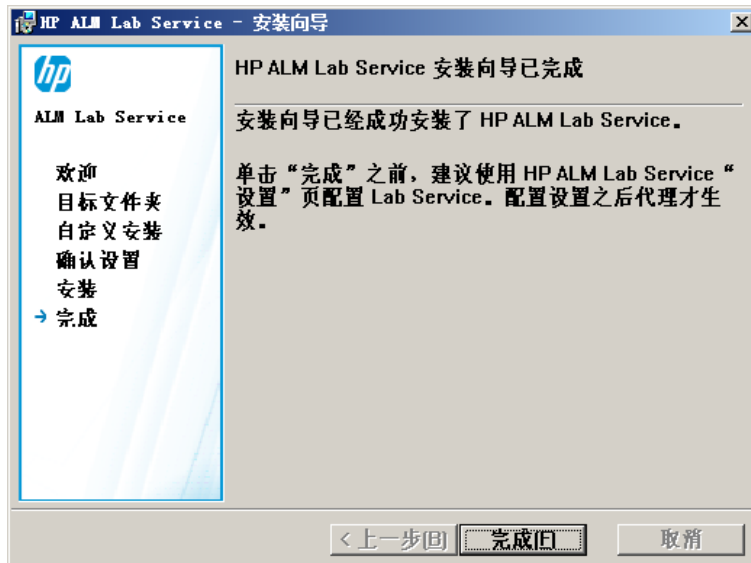 HP ALM Lab Service - 安装向导
hp
ALM Lab Service
欢迎
目标文件夹
自定义安装
确认设置
安装
完成
HP ALM Lab Service 安装向导已完成
安装向导已经成功安装了 HP ALM Lab Service。
单击“完成”之前，建议使用 HP ALM Lab Service “
设置”页配置 Lab Service。配置设置之后代理才生
效。
< 上一步(B) 完成(F) 取消